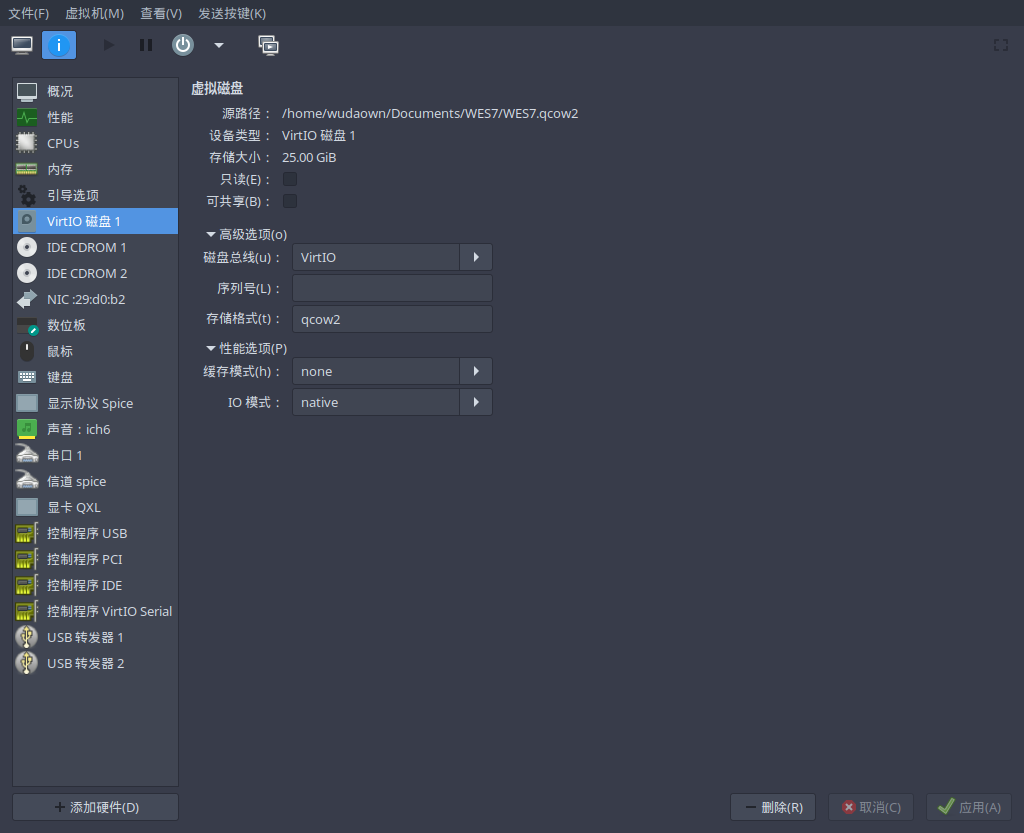 文件(F) 虚拟机(M) 查看(V) 发送按键(K)
概况
性能
CPUs
内存
引导选项
VirtIO 磁盘 1
IDE CDROM 1
IDE CDROM 2
NIC :29:d0:b2
数位板
鼠标
键盘
显示协议 Spice
声音：ich6
串口 1
信道 spice
显卡 QXL
控制程序 USB
控制程序 PCI
控制程序 IDE
控制程序 VirtIO Serial
USB 转发器 1
USB 转发器 2
添加硬件(D)
虚拟磁盘
源路径： /home/wudaown/Documents/WES7/WES7.qcow2
设备类型： VirtIO 磁盘 1
存储大小： 25.00 GiB
只读(E)：
可共享(B)：
高级选项(o)
磁盘总线(u)： VirtIO
序列号(L)：
存储格式(t)： qcow2
性能选项(P)
缓存模式(h)： none
IO 模式： native
删除(R) 取消(C) 应用(A)